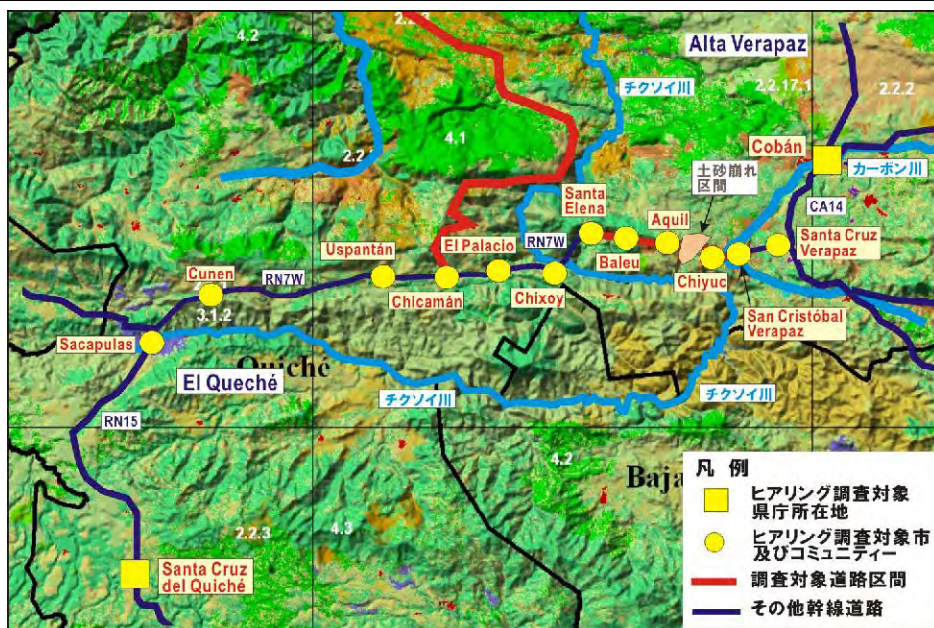 4.2
2.2.3
Alta Verapaz
2.2.17.1
2.2.2
チクソイ川
4.1
Cobán
土砂崩れ
区間
カーボン川
CA14
Santa
Elena
Aquil
RN7W
Uspantán
El Palacio
Baleu
Santa Cruz
Verapaz
Cunen
RN7W
Chicamán
Chixoy
Chiyuc
San Cristóbal
Verapaz
3.1.2
Sacapulas
Quiche
El Queché
チクソイ川
チクソイ川
RN15
4.2
Baja
2.2.3
4.3
Santa Cruz
del Quiché
凡 例
ヒアリング調査対象
県庁所在地
ヒアリング調査対象市
及びコミュニティー
調査対象道路区間
その他幹線道路